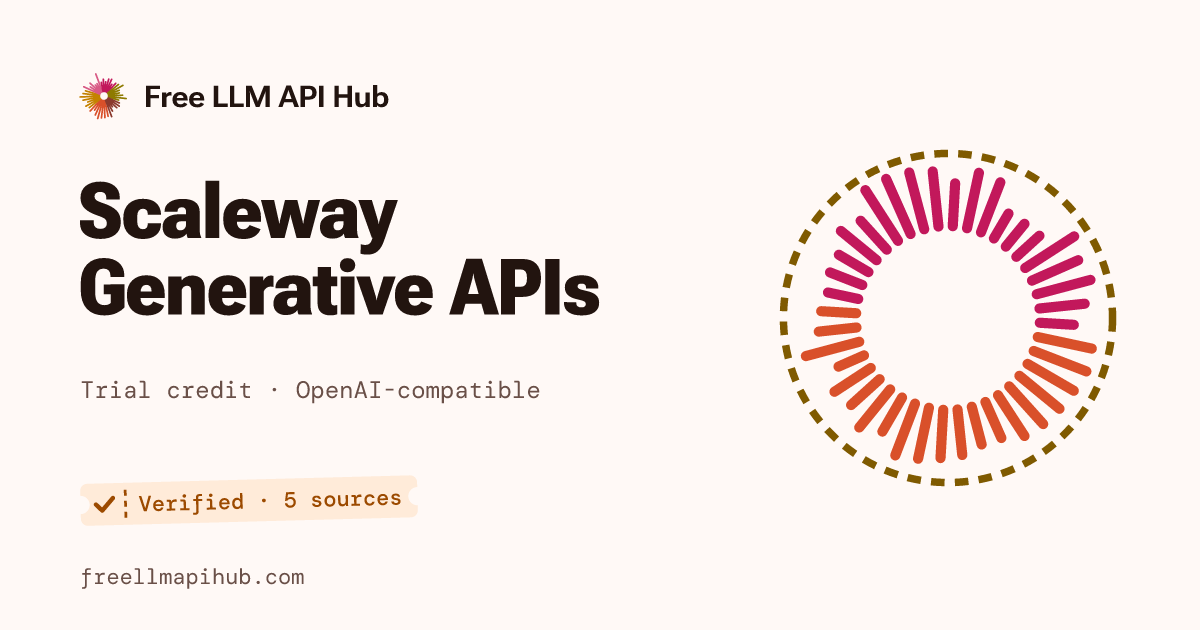 Free LLM API Hub
Scaleway
Generative APIs
Trial credit · OpenAI-compatible
Verified · 5 sources
freellmapihub.com